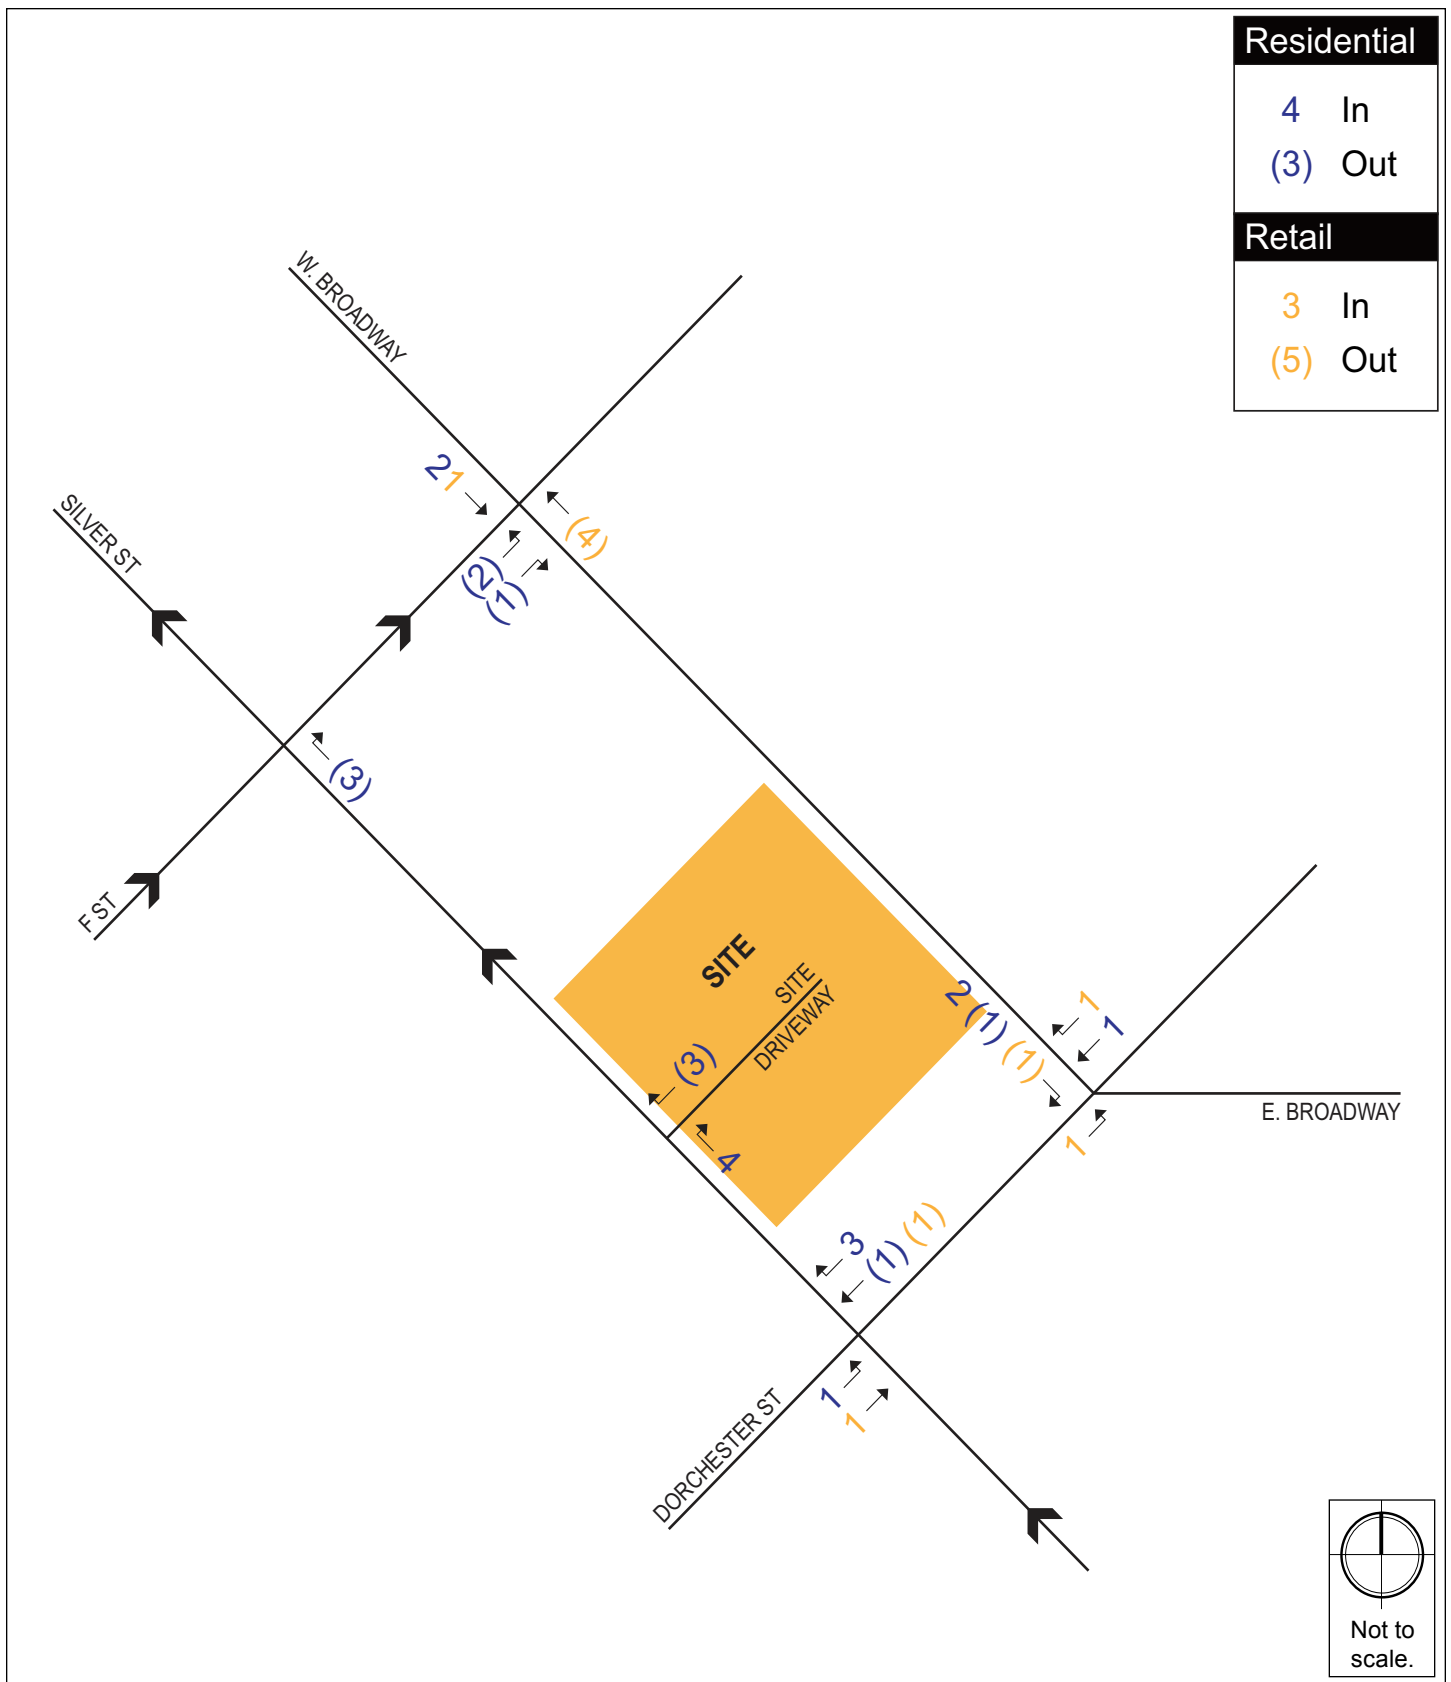 Residential
4 In
(3) Out
Retail
3 In
(5) Out
W. BROADWAY
21
(4)
(2)
(1)
SILVER ST
(3)
F ST
SITE
SITE
DRIVEWAY
2 (1) (1)
1
1
E. BROADWAY
1
(3)
4
3
(1) (1)
1
1
DORCHESTER ST
Not to
scale.